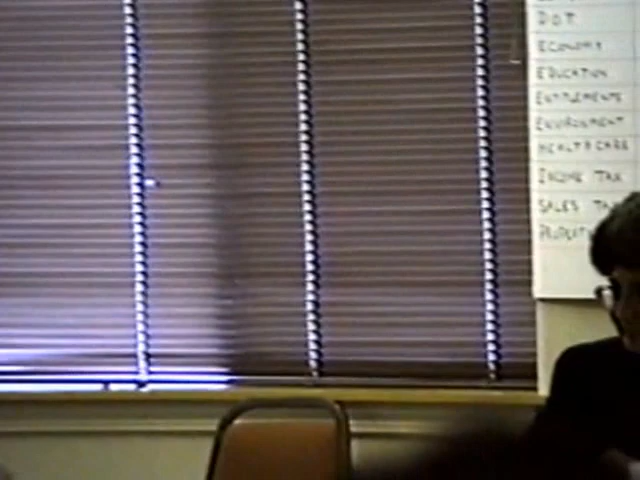 DOT
ECONOMY
EDUCATION
ENTITLEMENTS
ENVIRONMENT
HEALTH CARE
INCOME TAX
SALES TAX